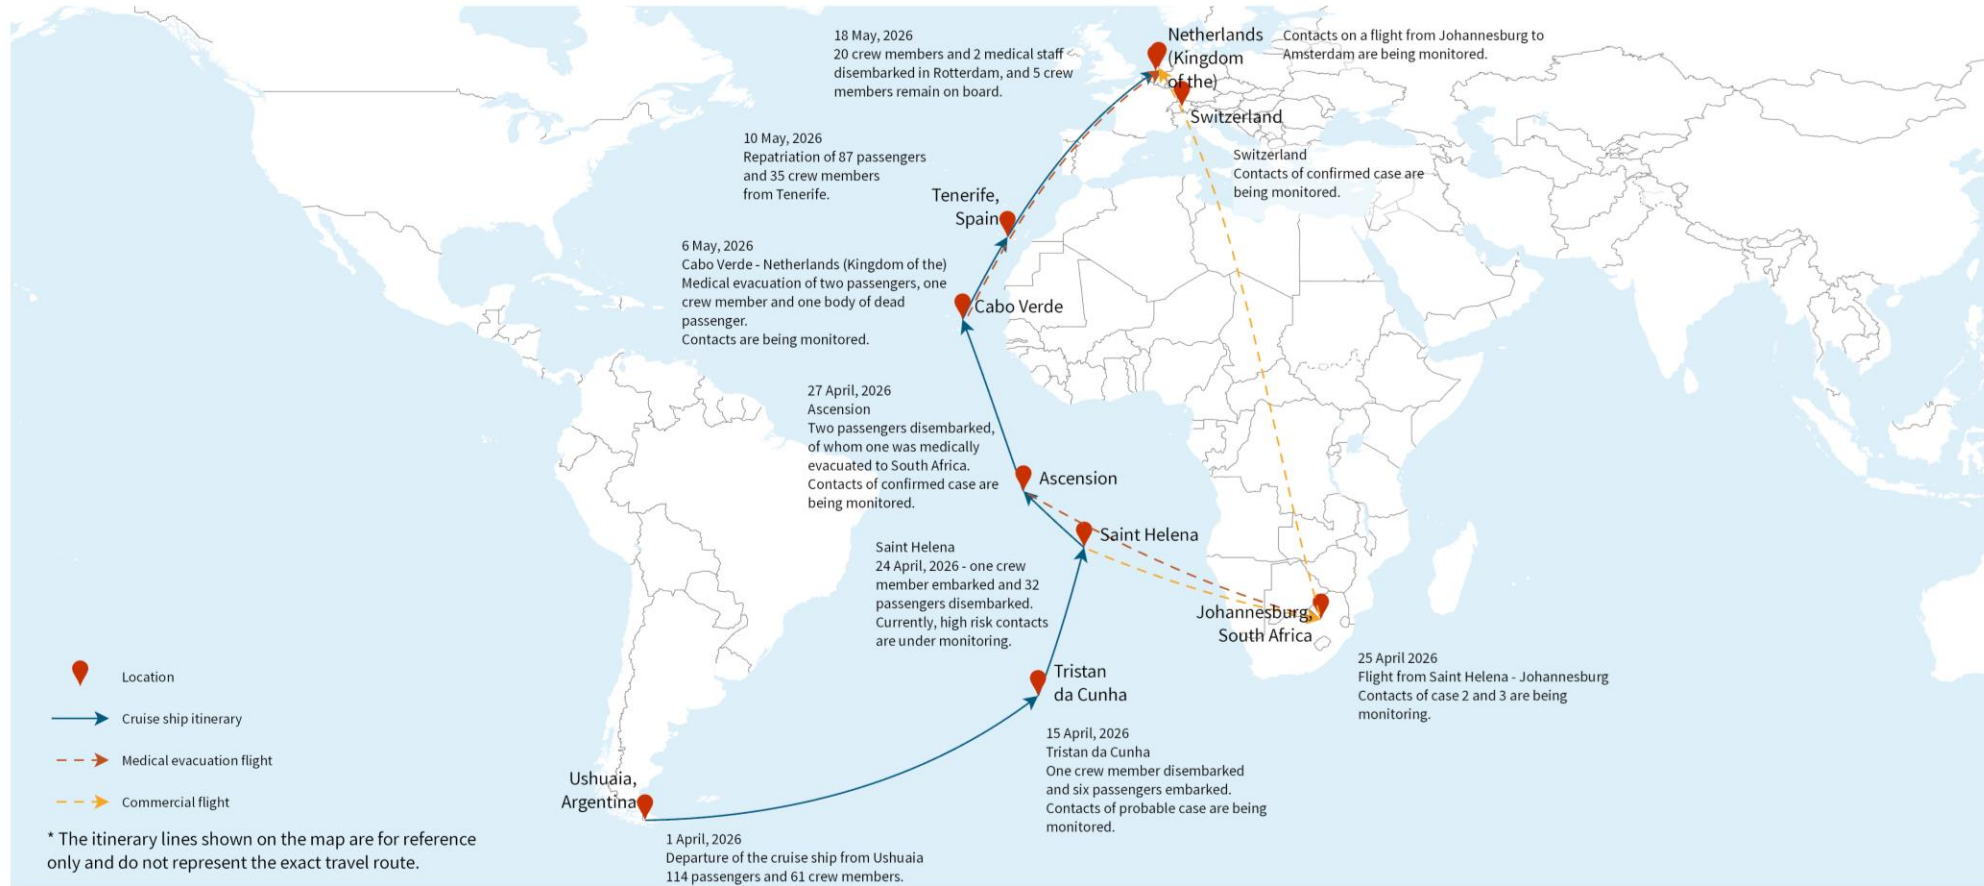 18 May, 2026
20 crew members and 2 medical staff
disembarked in Rotterdam, and 5 crew
members remain on board.
Netherlands
(Kingdom
of the)
Contacts on a flight from Johannesburg to
Amsterdam are being monitored.
Switzerland
Switzerland
Contacts of confirmed case are
being monitored.
10 May, 2026
Repatriation of 87 passengers
and 35 crew members
from Tenerife.
Tenerife,
Spain
6 May, 2026
Cabo Verde - Netherlands (Kingdom of the)
Medical evacuation of two passengers, one
crew member and one body of dead
passenger.
Contacts are being monitored.
Cabo Verde
27 April, 2026
Ascension
Two passengers disembarked,
of whom one was medically
evacuated to South Africa.
Contacts of confirmed case are
being monitored.
Ascension
Saint Helena
Saint Helena
24 April, 2026 - one crew
member embarked and 32
passengers disembarked.
Currently, high risk contacts
are under monitoring.
Johannesburg,
South Africa
25 April 2026
Flight from Saint Helena - Johannesburg
Contacts of case 2 and 3 are being
monitoring.
Tristan
da Cunha
15 April, 2026
Tristan da Cunha
One crew member disembarked
and six passengers embarked.
Contacts of probable case are being
monitored.
Ushuaia,
Argentina
1 April, 2026
Departure of the cruise ship from Ushuaia
114 passengers and 61 crew members.
Location
Cruise ship itinerary
Medical evacuation flight
Commercial flight
* The itinerary lines shown on the map are for reference
only and do not represent the exact travel route.